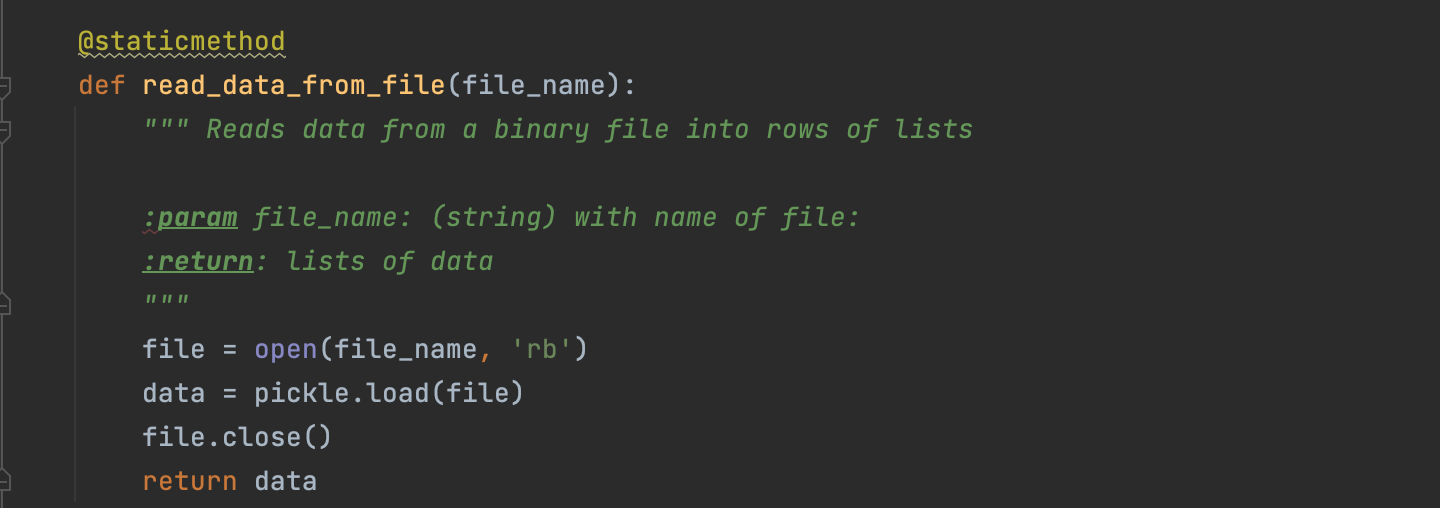 @staticmethod
def read_data_from_file(file_name):
""" Reads data from a binary file into rows of lists
:param file_name: (string) with name of file:
:return: lists of data
"""
file = open(file_name, 'rb')
data = pickle.load(file)
file.close()
return data